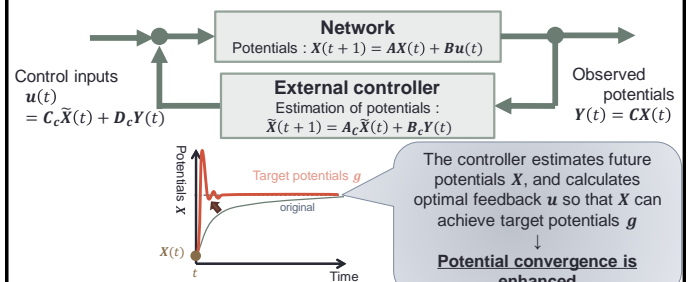 Network
Potentials : X(t + 1) = AX(t) + Bu(t)
Control inputs
u(t)
= C_c X̃(t) + D_c Y(t)
External controller
Estimation of potentials :
X̃(t + 1) = A_C X̃(t) + B_C Y(t)
Observed
potentials
Y(t) = CX(t)
Potentials X
Target potentials g
original
X(t)
t
Time
The controller estimates future
potentials X, and calculates
optimal feedback u so that X can
achieve target potentials g
↓
Potential convergence is
enhanced